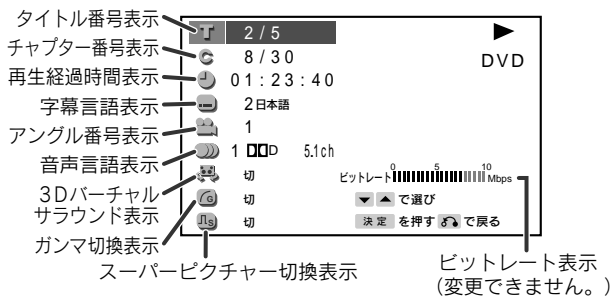 タイトル番号表示
チャプター番号表示
再生経過時間表示
字幕言語表示
アングル番号表示
音声言語表示
3Dバーチャル
サラウンド表示
ガンマ切換表示
スーパーピクチャー切換表示
T 2/5
C 8/30
01:23:40
2日本語
1
1 D 5.1ch
切
G 切
S 切
DVD
ビットレート 0 5 10 Mbps
で選び
決定 を押す で戻る
ビットレート表示
(変更できません。)